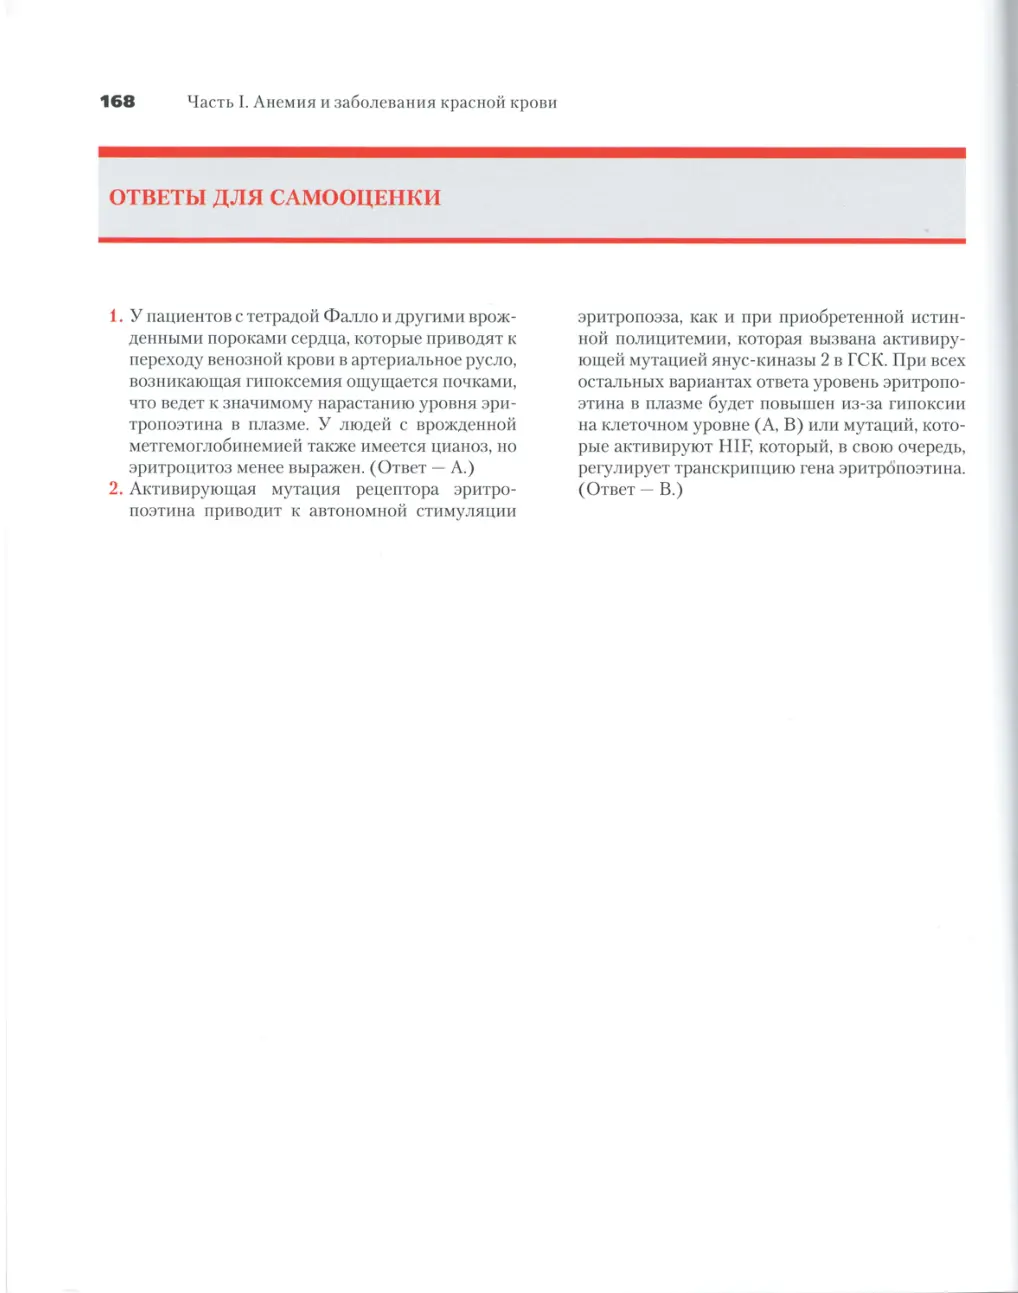 168 Часть I. Анемия и заболевания красной крови
ОТВЕТЫ ДЛЯ САМООЦЕНКИ
1. У пациентов с тетрадой Фалло и другими врож-
денными пороками сердца, которые приводят к
переходу венозной крови в артериальное русло,
возникающая гипоксемия ощущается почками,
что ведет к значимому нарастанию уровня эри-
тропоэтина в плазме. У людей с врожденной
метгемоглобинемией также имеется цианоз, но
эритроцитоз менее выражен. (Ответ — А.)
2. Активирующая мутация рецептора эритро-
поэтина приводит к автономной стимуляции
эритропоэза, как и при приобретенной истин-
ной полицитемии, которая вызвана активиру-
ющей мутацией янус-киназы 2 в ГСК. При всех
остальных вариантах ответа уровень эритропо-
этина в плазме будет повышен из-за гипоксии
на клеточном уровне (А, В) или мутаций, кото-
рые активируют HIF, который, в свою очередь,
регулирует транскрипцию гена эритропоэтина.
(Ответ — В.)